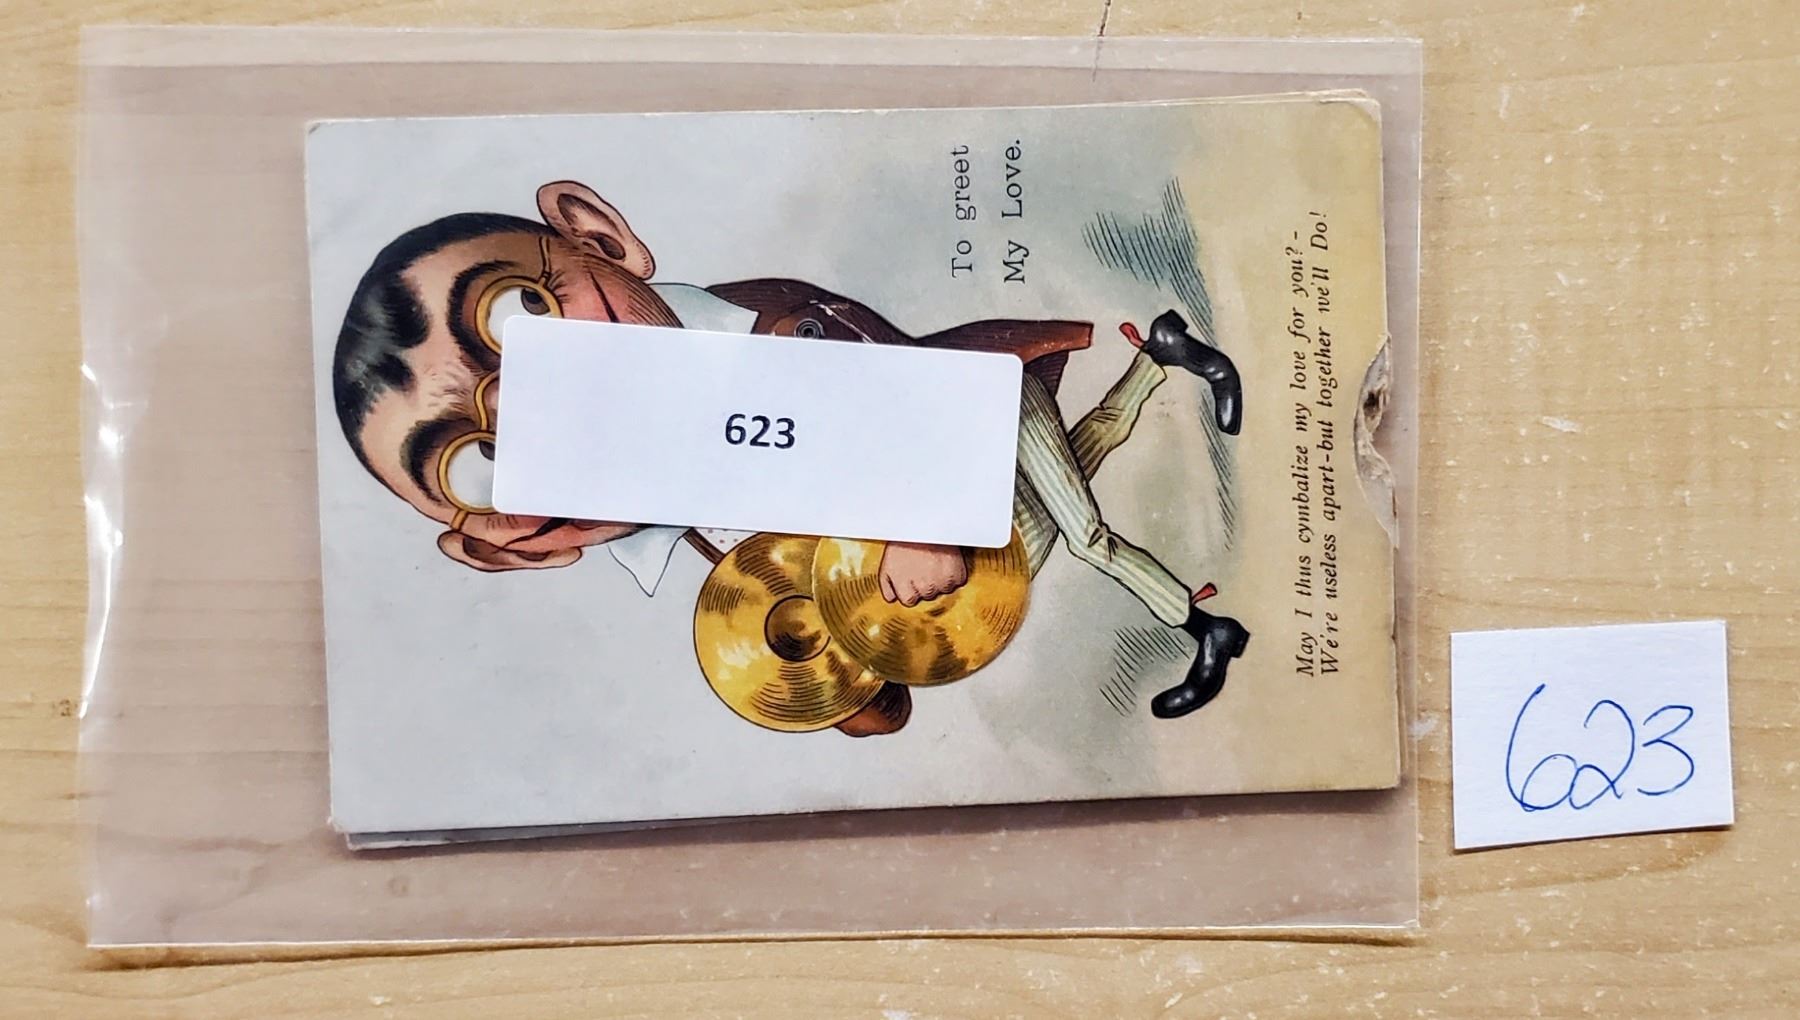 To greet
My Love.
623
May I thus cymbalize my love for you? -
We're useless apart-but together we'll Do!
623